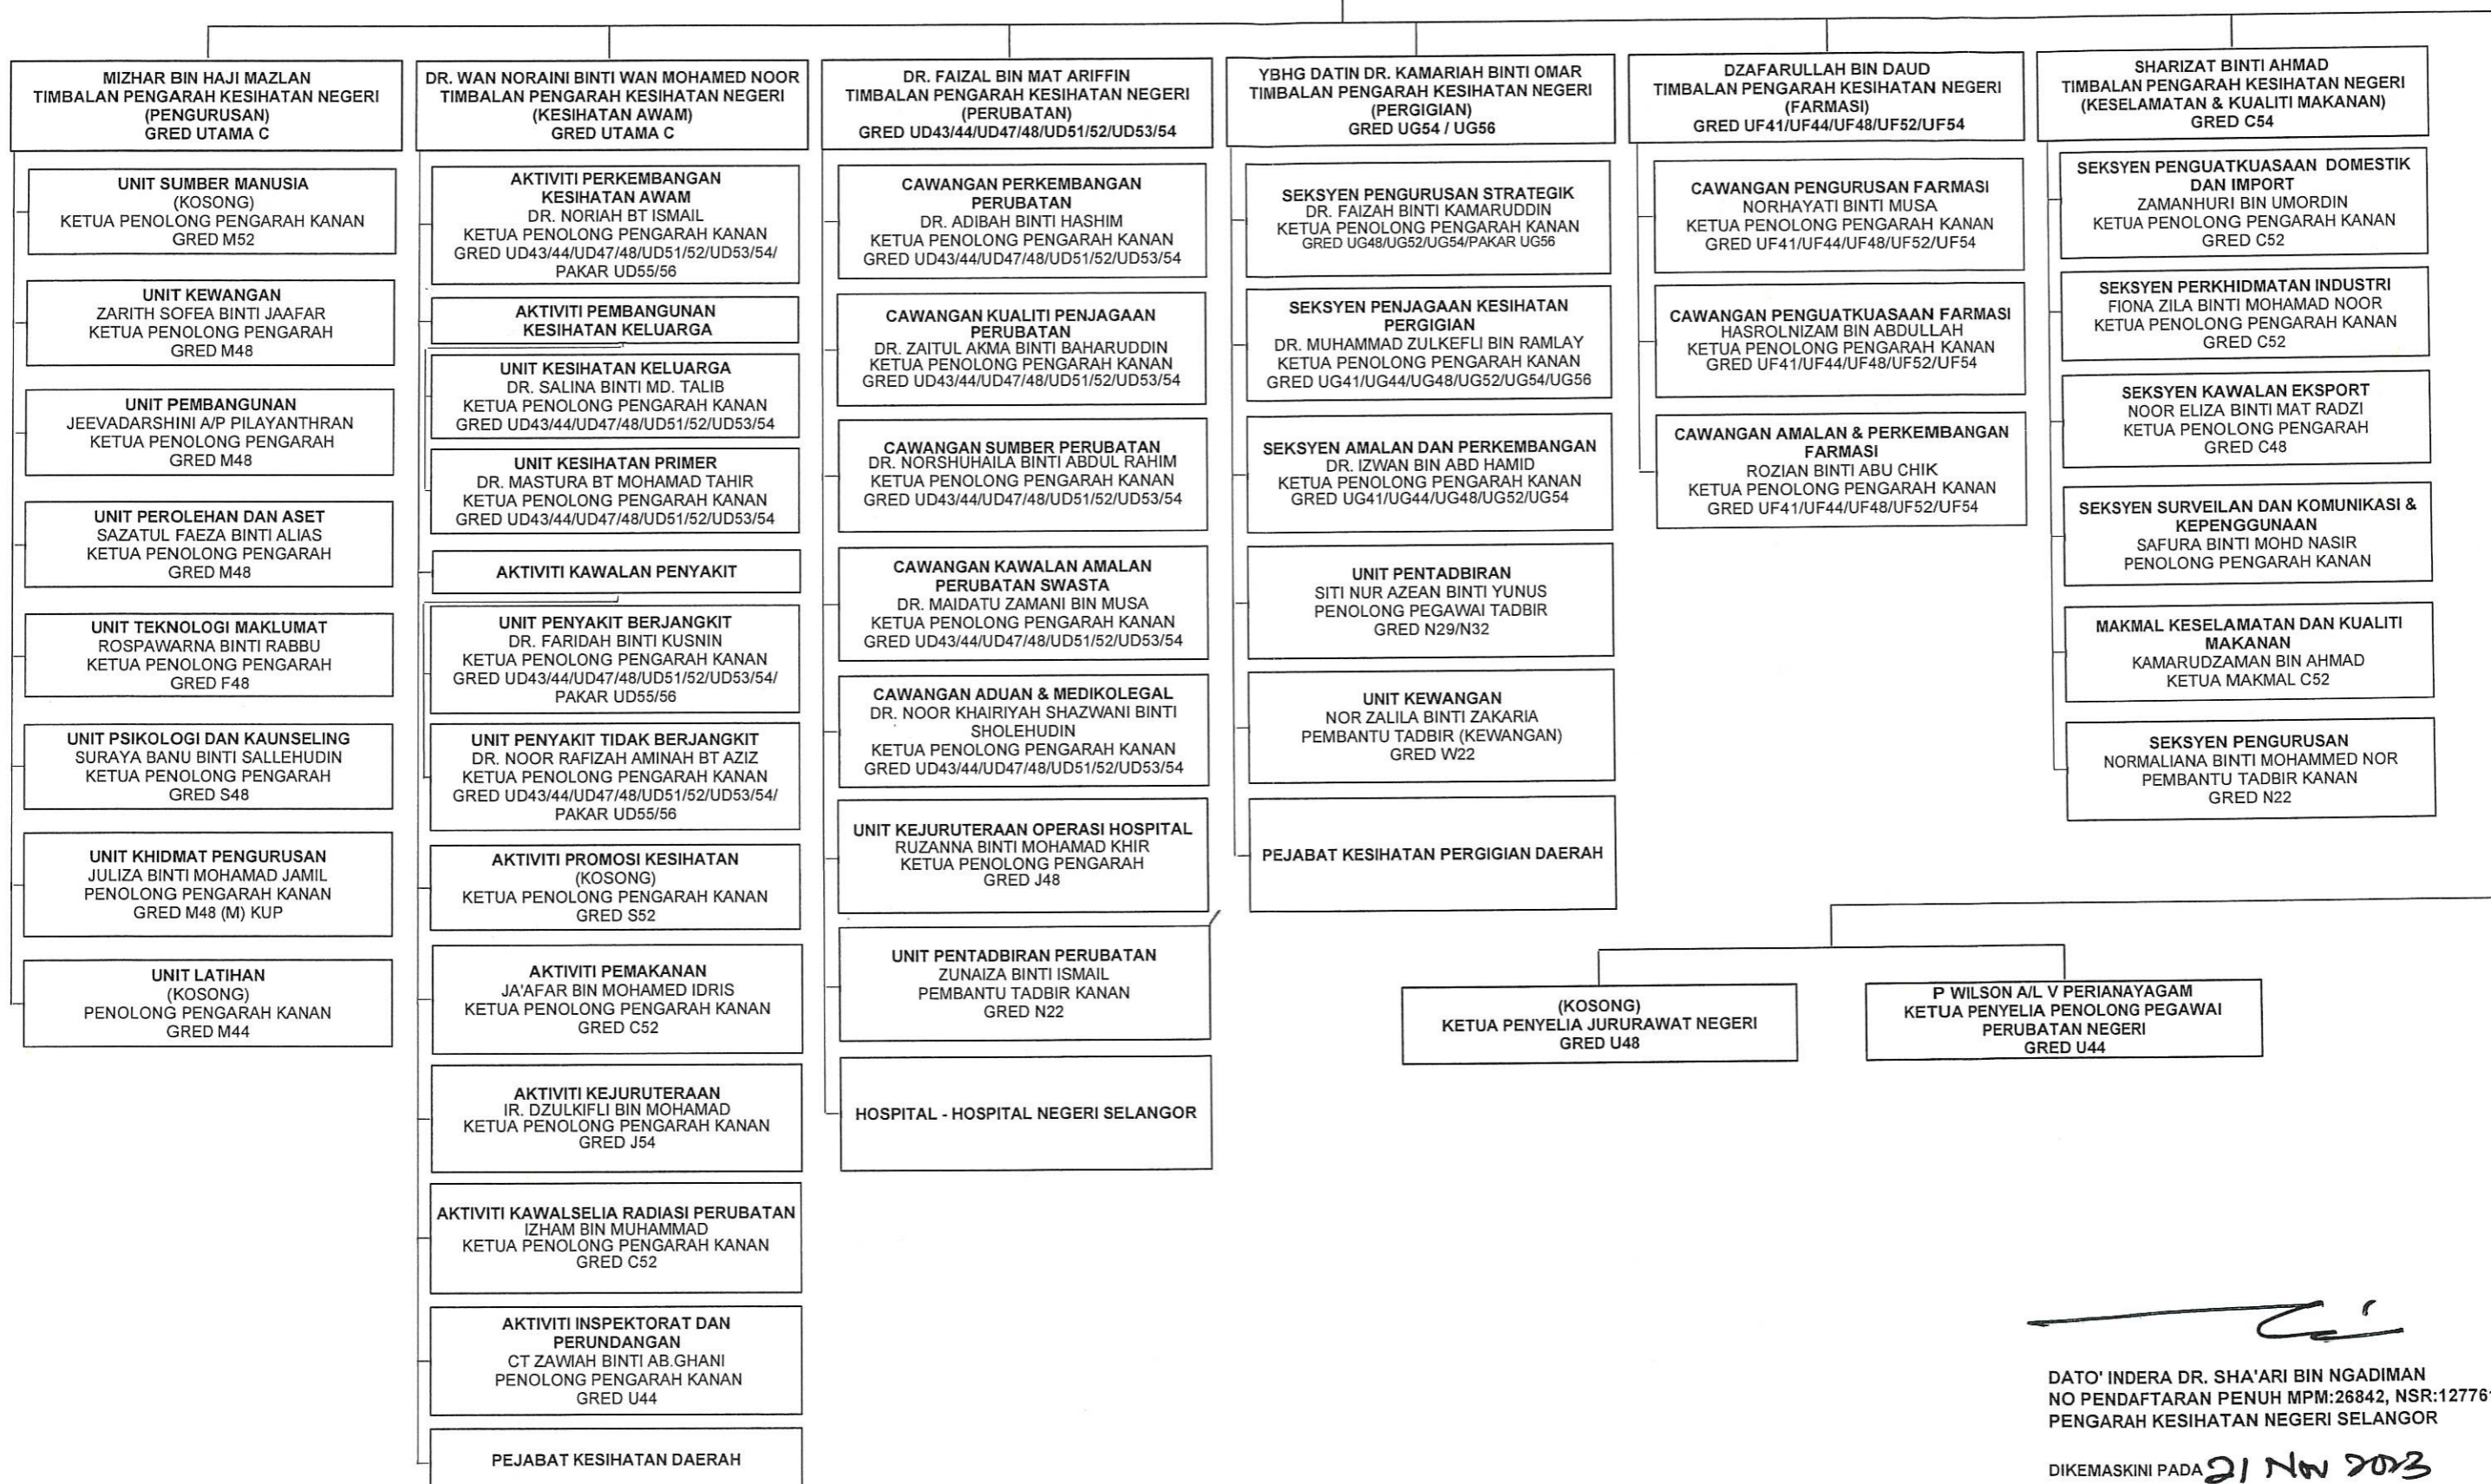 MIZHAR BIN HAJI MAZLAN
TIMBALAN PENGARAH KESIHATAN NEGERI
(PENGURUSAN)
GRED UTAMA C
UNIT SUMBER MANUSIA
(KOSONG)
KETUA PENOLONG PENGARAH KANAN
GRED M52
UNIT KEWANGAN
ZARITH SOFEA BINTI JAAFAR
KETUA PENOLONG PENGARAH
GRED M48
UNIT PEMBANGUNAN
JEEVADARSHINI A/P PILAYANTHRAN
KETUA PENOLONG PENGARAH
GRED M48
UNIT PEROLEHAN DAN ASET
SAZATUL FAEZA BINTI ALIAS
KETUA PENOLONG PENGARAH
GRED M48
UNIT TEKNOLOGI MAKLUMAT
ROSPAWARNA BINTI RABBU
KETUA PENOLONG PENGARAH
GRED F48
UNIT PSIKOLOGI DAN KAUNSELING
SURAYA BANU BINTI SALLEHUDIN
KETUA PENOLONG PENGARAH
GRED S48
UNIT KHIDMAT PENGURUSAN
JULIZA BINTI MOHAMAD JAMIL
PENOLONG PENGARAH KANAN
GRED M48 (M) KUP
UNIT LATIHAN
(KOSONG)
PENOLONG PENGARAH KANAN
GRED M44
DR. WAN NORAINI BINTI WAN MOHAMED NOOR
TIMBALAN PENGARAH KESIHATAN NEGERI
(KESIHATAN AWAM)
GRED UTAMA C
AKTIVITI PERKEMBANGAN
KESIHATAN AWAM
DR. NORIAH BT ISMAIL
KETUA PENOLONG PENGARAH KANAN
GRED UD43/44/UD47/48/UD51/52/UD53/54/
PAKAR UD55/56
AKTIVITI PEMBANGUNAN
KESIHATAN KELUARGA
UNIT KESIHATAN KELUARGA
DR. SALINA BINTI MD. TALIB
KETUA PENOLONG PENGARAH KANAN
GRED UD43/44/UD47/48/UD51/52/UD53/54
UNIT KESIHATAN PRIMER
DR. MASTURA BT MOHAMAD TAHIR
KETUA PENOLONG PENGARAH KANAN
GRED UD43/44/UD47/48/UD51/52/UD53/54
AKTIVITI KAWALAN PENYAKIT
UNIT PENYAKIT BERJANGKIT
DR. FARIDAH BINTI KUSNIN
KETUA PENOLONG PENGARAH KANAN
GRED UD43/44/UD47/48/UD51/52/UD53/54/
PAKAR UD55/56
UNIT PENYAKIT TIDAK BERJANGKIT
DR. NOOR RAFIZAH AMINAH BT AZIZ
KETUA PENOLONG PENGARAH KANAN
GRED UD43/44/UD47/48/UD51/52/UD53/54/
PAKAR UD55/56
AKTIVITI PROMOSI KESIHATAN
(KOSONG)
KETUA PENOLONG PENGARAH KANAN
GRED S52
AKTIVITI PEMAKANAN
JA'AFAR BIN MOHAMED IDRIS
KETUA PENOLONG PENGARAH KANAN
GRED C52
AKTIVITI KEJURUTERAAN
IR. DZULKIFLI BIN MOHAMAD
KETUA PENOLONG PENGARAH KANAN
GRED J54
AKTIVITI KAWALSELIA RADIASI PERUBATAN
IZHAM BIN MUHAMMAD
KETUA PENOLONG PENGARAH KANAN
GRED C52
AKTIVITI INSPEKTORAT DAN
PERUNDANGAN
CT ZAWIAH BINTI AB.GHANI
PENOLONG PENGARAH KANAN
GRED U44
PEJABAT KESIHATAN DAERAH
DR. FAIZAL BIN MAT ARIFFIN
TIMBALAN PENGARAH KESIHATAN NEGERI
(PERUBATAN)
GRED UD43/44/UD47/48/UD51/52/UD53/54
CAWANGAN PERKEMBANGAN
PERUBATAN
DR. ADIBAH BINTI HASHIM
KETUA PENOLONG PENGARAH KANAN
GRED UD43/44/UD47/48/UD51/52/UD53/54
CAWANGAN KUALITI PENJAGAAN
PERUBATAN
DR. ZAITUL AKMA BINTI BAHARUDDIN
KETUA PENOLONG PENGARAH KANAN
GRED UD43/44/UD47/48/UD51/52/UD53/54
CAWANGAN SUMBER PERUBATAN
DR. NORSHUHAILA BINTI ABDUL RAHIM
KETUA PENOLONG PENGARAH KANAN
GRED UD43/44/UD47/48/UD51/52/UD53/54
CAWANGAN KAWALAN AMALAN
PERUBATAN SWASTA
DR. MAIDATU ZAMANI BIN MUSA
KETUA PENOLONG PENGARAH KANAN
GRED UD43/44/UD47/48/UD51/52/UD53/54
CAWANGAN ADUAN & MEDIKOLEGAL
DR. NOOR KHAIRIYAH SHAZWANI BINTI
SHOLEHUDIN
KETUA PENOLONG PENGARAH KANAN
GRED UD43/44/UD47/48/UD51/52/UD53/54
UNIT KEJURUTERAAN OPERASI HOSPITAL
RUZANNA BINTI MOHAMAD KHIR
KETUA PENOLONG PENGARAH
GRED J48
UNIT PENTADBIRAN PERUBATAN
ZUNAIZA BINTI ISMAIL
PEMBANTU TADBIR KANAN
GRED N22
HOSPITAL - HOSPITAL NEGERI SELANGOR
YBHG DATIN DR. KAMARIAH BINTI OMAR
TIMBALAN PENGARAH KESIHATAN NEGERI
(PERGIGIAN)
GRED UG54 / UG56
SEKSYEN PENGURUSAN STRATEGIK
DR. FAIZAH BINTI KAMARUDDIN
KETUA PENOLONG PENGARAH KANAN
GRED UG48/UG52/UG54/PAKAR UG56
SEKSYEN PENJAGAAN KESIHATAN
PERGIGIAN
DR. MUHAMMAD ZULKEFLI BIN RAMLAY
KETUA PENOLONG PENGARAH KANAN
GRED UG41/UG44/UG48/UG52/UG54/UG56
SEKSYEN AMALAN DAN PERKEMBANGAN
DR. IZWAN BIN ABD HAMID
KETUA PENOLONG PENGARAH KANAN
GRED UG41/UG44/UG48/UG52/UG54
UNIT PENTADBIRAN
SITI NUR AZEAN BINTI YUNUS
PENOLONG PEGAWAI TADBIR
GRED N29/N32
UNIT KEWANGAN
NOR ZALILA BINTI ZAKARIA
PEMBANTU TADBIR (KEWANGAN)
GRED W22
PEJABAT KESIHATAN PERGIGIAN DAERAH
DZAFARULLAH BIN DAUD
TIMBALAN PENGARAH KESIHATAN NEGERI
(FARMASI)
GRED UF41/UF44/UF48/UF52/UF54
CAWANGAN PENGURUSAN FARMASI
NORHAYATI BINTI MUSA
KETUA PENOLONG PENGARAH KANAN
GRED UF41/UF44/UF48/UF52/UF54
CAWANGAN PENGUATKUASAAN FARMASI
HASROLNIZAM BIN ABDULLAH
KETUA PENOLONG PENGARAH KANAN
GRED UF41/UF44/UF48/UF52/UF54
CAWANGAN AMALAN & PERKEMBANGAN
FARMASI
ROZIAN BINTI ABU CHIK
KETUA PENOLONG PENGARAH KANAN
GRED UF41/UF44/UF48/UF52/UF54
SHARIZAT BINTI AHMAD
TIMBALAN PENGARAH KESIHATAN NEGERI
(KESELAMATAN & KUALITI MAKANAN)
GRED C54
SEKSYEN PENGUATKUASAAN DOMESTIK
DAN IMPORT
ZAMANHURI BIN UMORDIN
KETUA PENOLONG PENGARAH KANAN
GRED C52
SEKSYEN PERKHIDMATAN INDUSTRI
FIONA ZILA BINTI MOHAMAD NOOR
KETUA PENOLONG PENGARAH KANAN
GRED C52
SEKSYEN KAWALAN EKSPORT
NOOR ELIZA BINTI MAT RADZI
KETUA PENOLONG PENGARAH
GRED C48
SEKSYEN SURVEILAN DAN KOMUNIKASI &
KEPENGGUNAAN
SAFURA BINTI MOHD NASIR
PENOLONG PENGARAH KANAN
MAKMAL KESELAMATAN DAN KUALITI
MAKANAN
KAMARUDZAMAN BIN AHMAD
KETUA MAKMAL C52
SEKSYEN PENGURUSAN
NORMALIANA BINTI MOHAMMED NOR
PEMBANTU TADBIR KANAN
GRED N22
(KOSONG)
KETUA PENYELIA JURURAWAT NEGERI
GRED U48
P WILSON A/L V PERIANAYAGAM
KETUA PENYELIA PENOLONG PEGAWAI
PERUBATAN NEGERI
GRED U44
DATO' INDERA DR. SHA'ARI BIN NGADIMAN
NO PENDAFTARAN PENUH MPM:26842, NSR:127761
PENGARAH KESIHATAN NEGERI SELANGOR
DIKEMASKINI PADA 21 Nov 2023